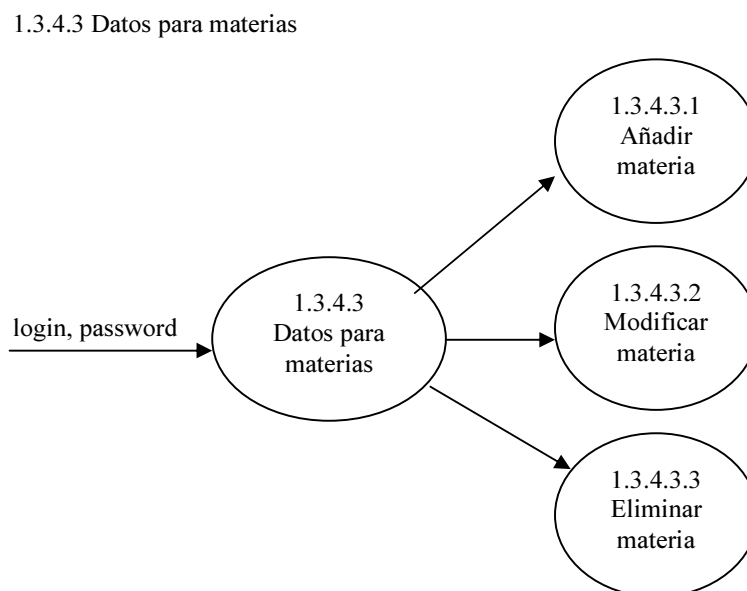 1.3.4.3 Datos para materias
1.3.4.3.1
Añadir
materia
login, password
1.3.4.3
Datos para
materias
1.3.4.3.2
Modificar
materia
1.3.4.3.3
Eliminar
materia